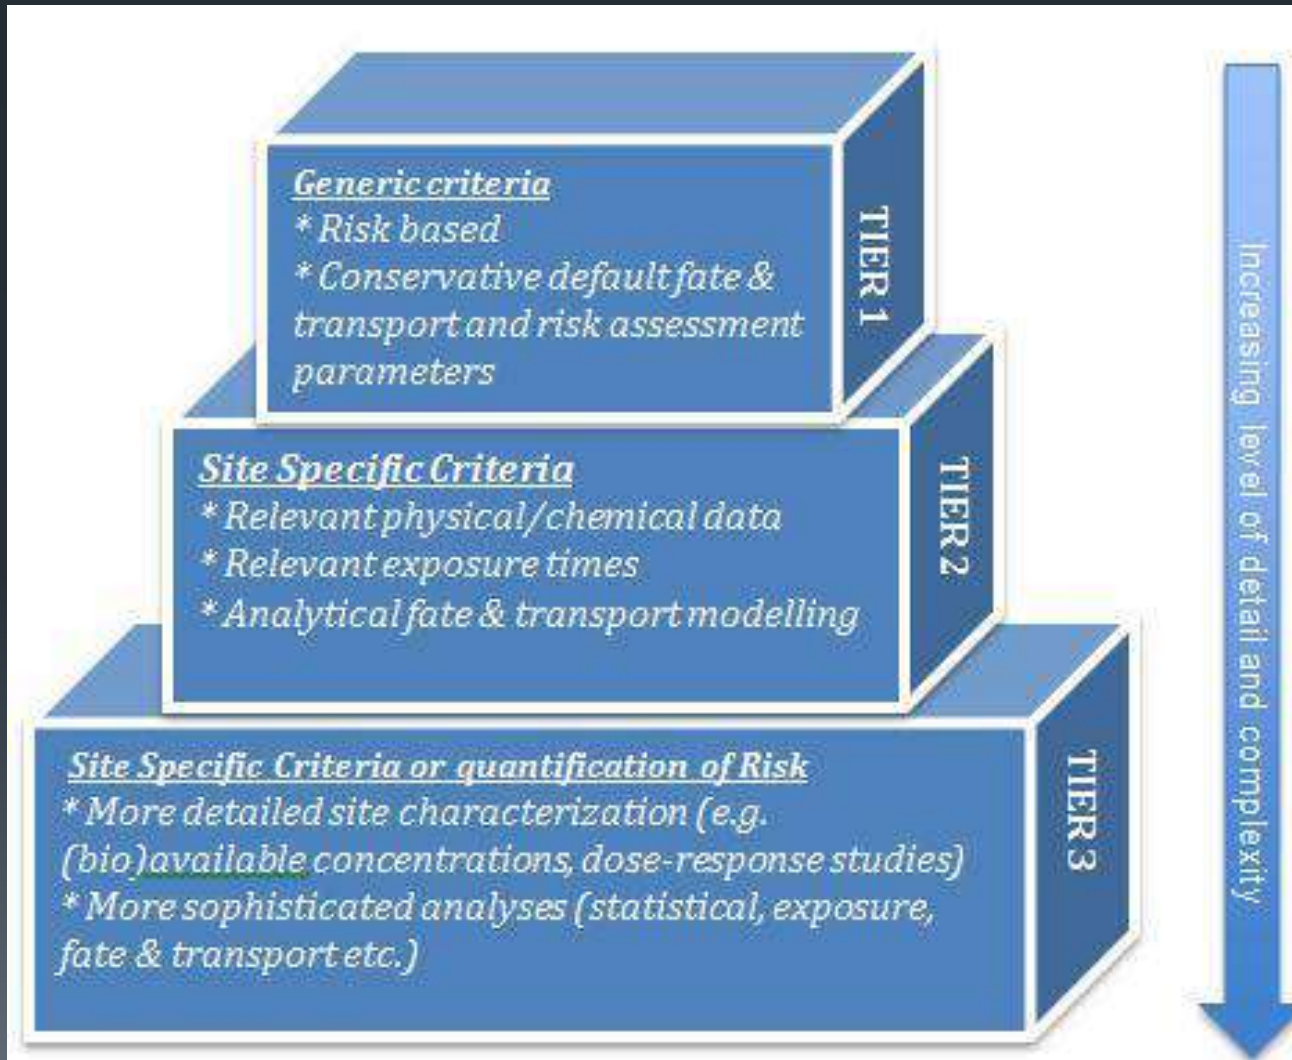 Generic criteria
* Risk based
* Conservative default fate &
transport and risk assessment
parameters
TIER 1
Site Specific Criteria
* Relevant physical/chemical data
* Relevant exposure times
* Analytical fate & transport modelling
TIER 2
Site Specific Criteria or quantification of Risk
* More detailed site characterization (e.g.
(bio)available concentrations, dose-response studies)
* More sophisticated analyses (statistical, exposure,
fate & transport etc.)
TIER 3
Increasing level of detail and complexity